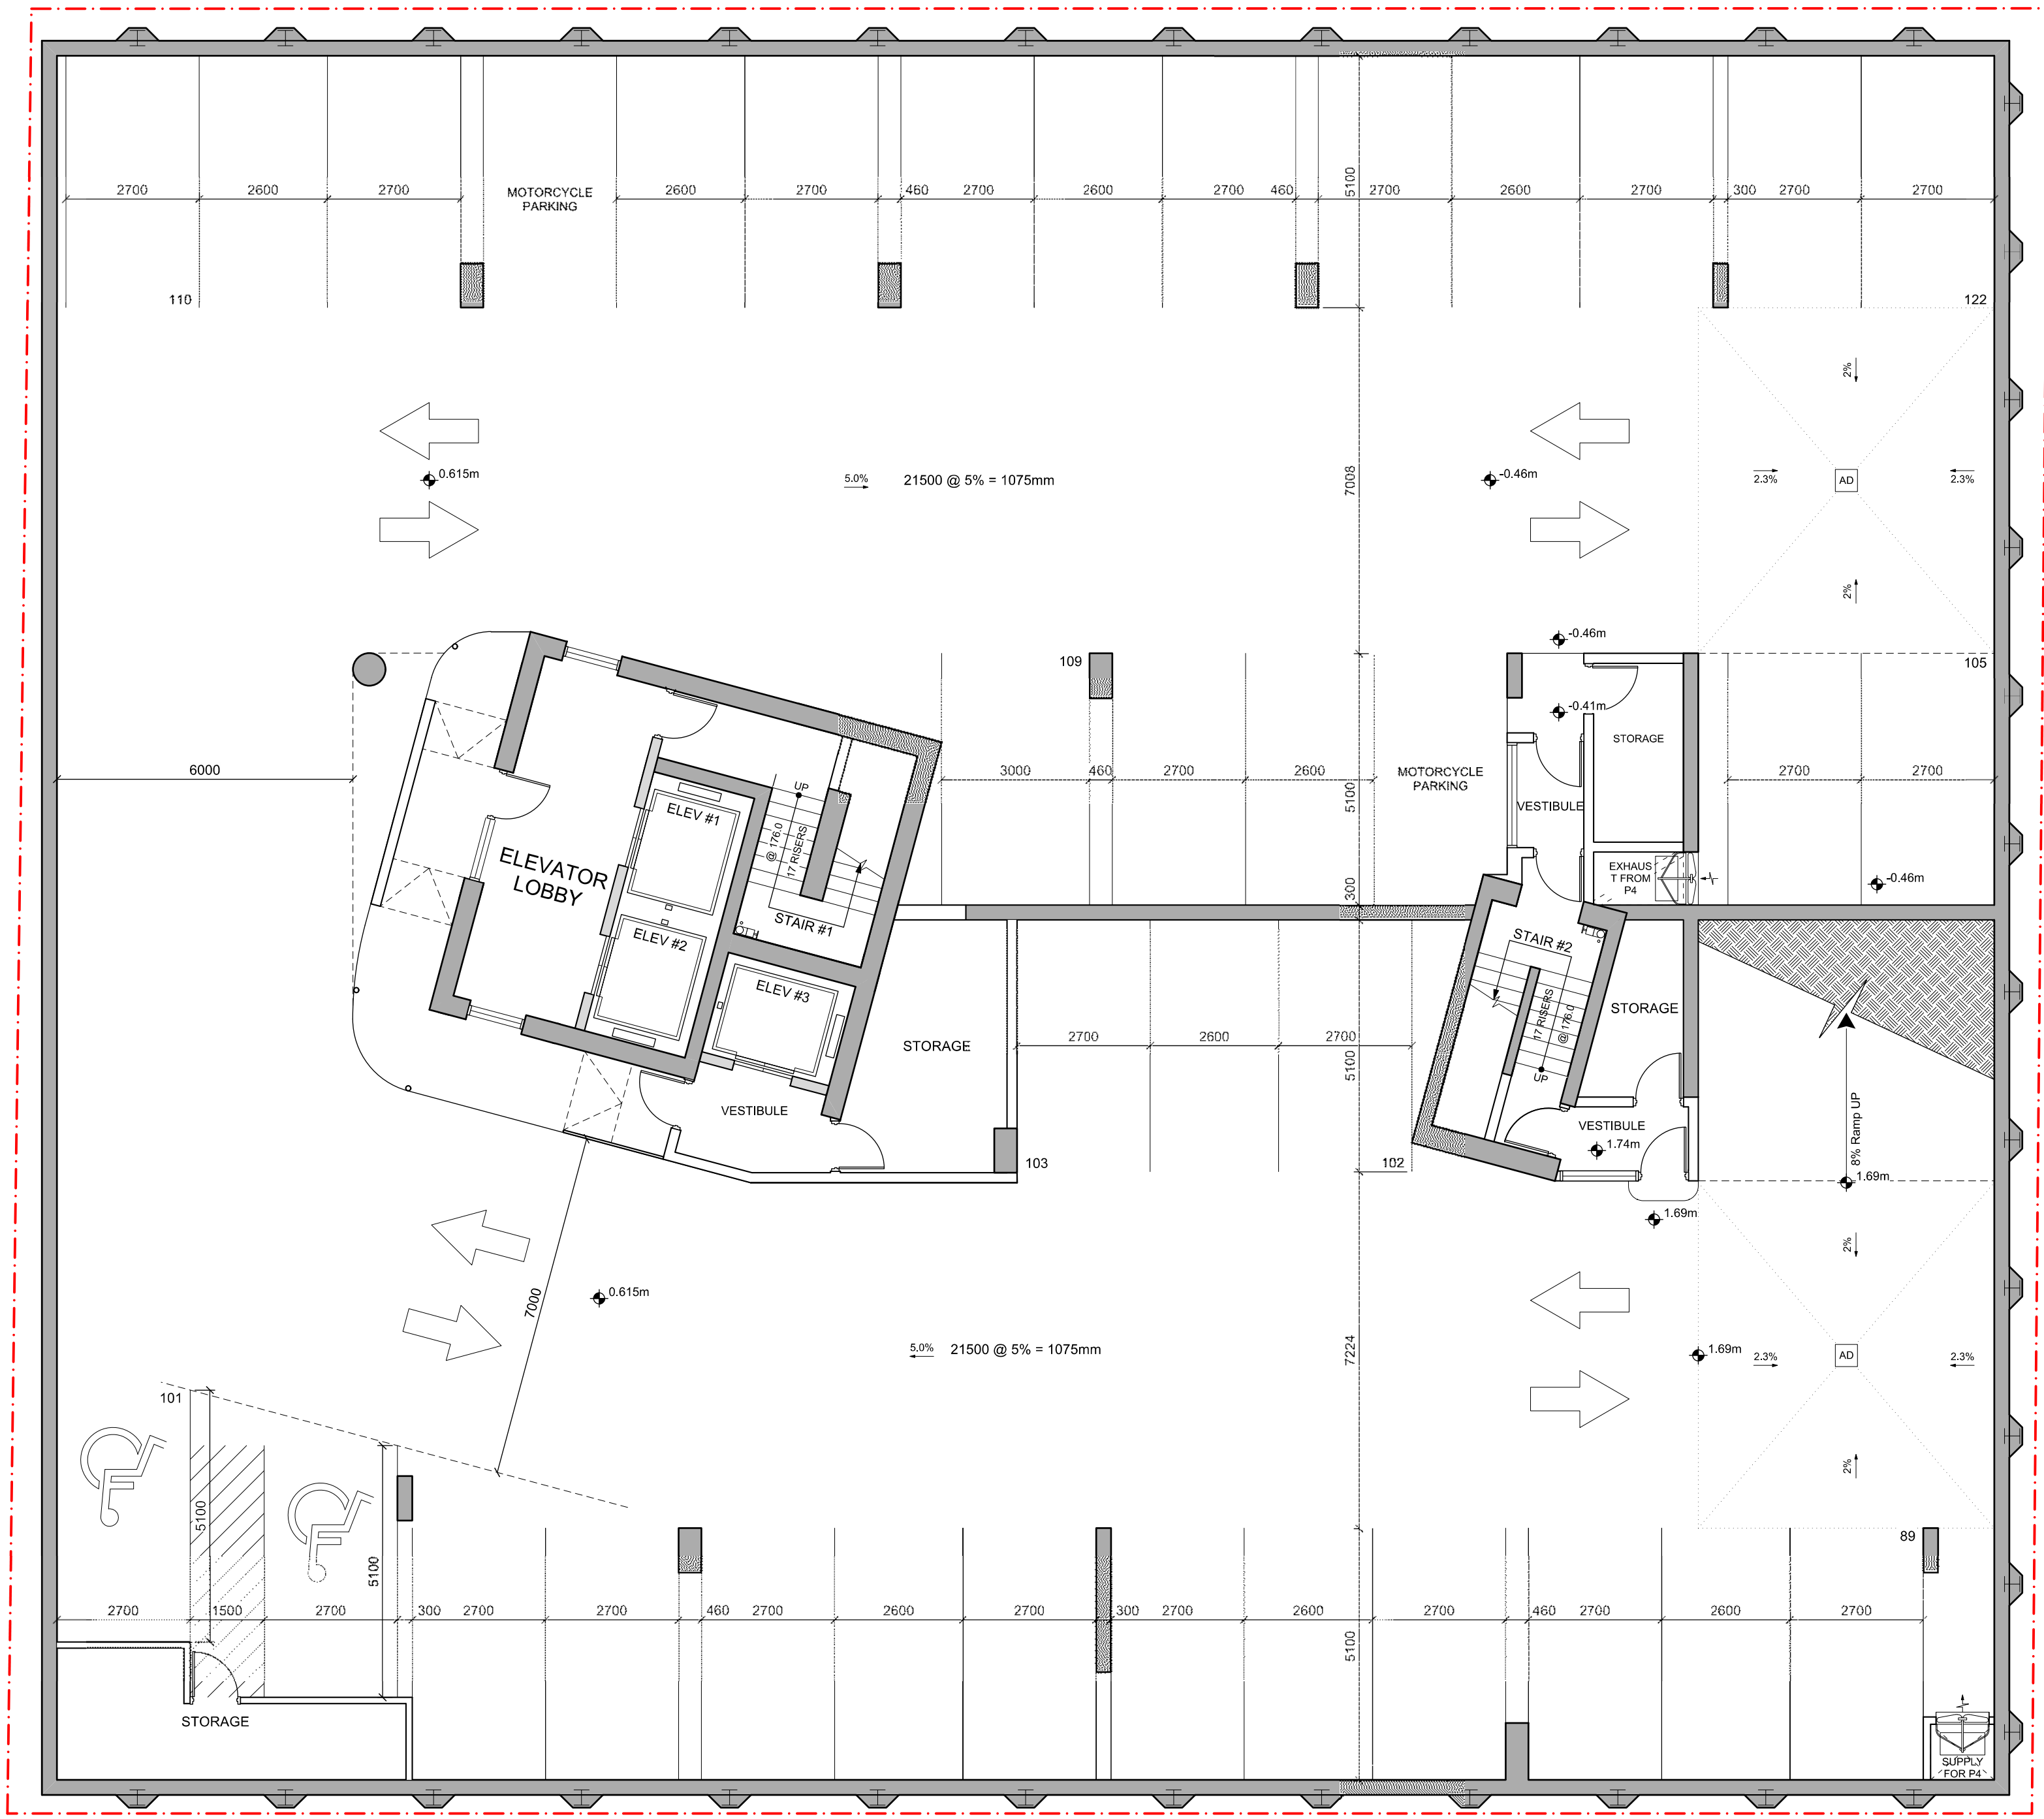 2700 2600 2700 MOTORCYCLE 2600 2700 460 2700 2600 2700 460 2700 2600 2700 300 2700 2700
PARKING
5100
110
122
2%
0.615m
5.0%
21500 @ 5% = 1075mm
7008
-0.46m
2.3%
AD
2.3%
2%
-0.46m
109
105
-0.41m
STORAGE
6000
3000 460 2700 2600
MOTORCYCLE
PARKING
2700 2700
5100
VESTIBULE
UP
ELEV #1
@ 176.0
17 RISERS
ELEVATOR
LOBBY
EXHAUS
T FROM
P4
-0.46m
300
STAIR #1
ELEV #2
STAIR #2
ELEV #3
17 RISERS
@ 176.0
STORAGE
STORAGE
2700 2600 2700
5100
UP
VESTIBULE
VESTIBULE
8% Ramp UP
1.74m
103
102
1.69m
1.69m
2%
7000
0.615m
5.0%
21500 @ 5% = 1075mm
7224
1.69m
2.3%
AD
2.3%
101
2%
5100
5100
89
2700 1500 2700 300 2700 2700 460 2700 2600 2700 300 2700 2600 2700 460 2700 2600 2700
5100
STORAGE
SUPPLY
FOR P4